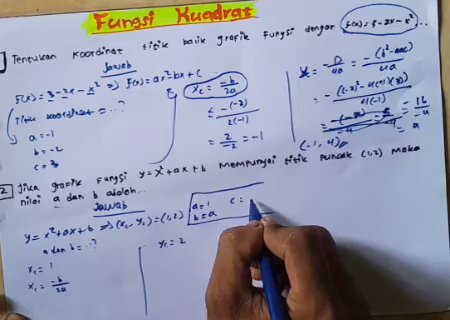 Fungsi Kuadrat
1 Tentukan koordinat titik balik grafik fungsi dengan f(x) = 3 - 2x - x² ...
Jawab
f(x) = 3 - 2x - x² ⇒ f(x) = ax² bx + c
Titik koordinat = ...?
a = -1
b = -2
c = 3
xc = -b/2a
= -(-2)/2(-1)
= 2/-2 = -1
= -D/4a = -(b² - 4ac)/4a
(-1, 4)
2 Jika grafik fungsi y = x² + ax + b mempunyai titik puncak (1,2) maka
nilai a dan b adalah...
Jawab
y = x² + ax + b ⇒ (xc, yc) = (1,2)
a dan b = ...?
xc = 1
xc = -b/2a
a = 1
b = a
c =
yc = 2